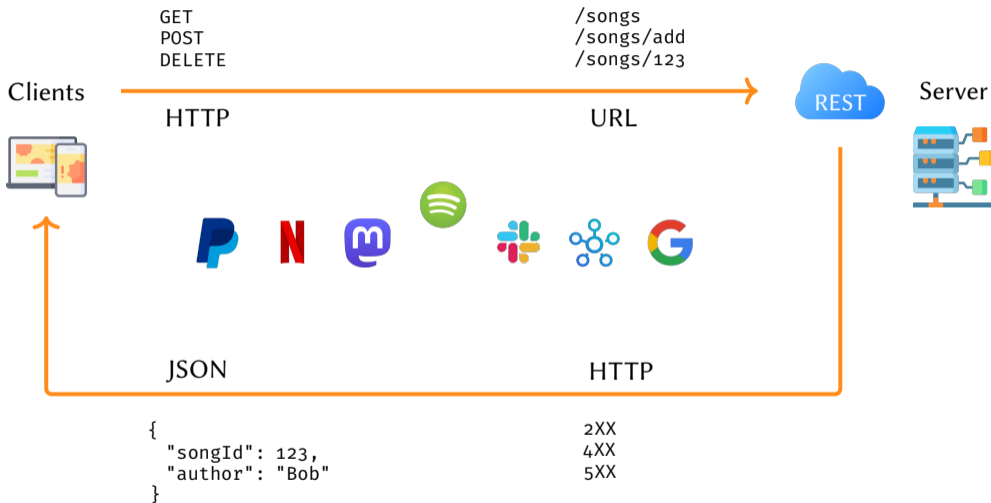 GET
POST
DELETE
/songs
/songs/add
/songs/123
Clients
HTTP
URL
REST
Server
JSON
HTTP
{
"songId": 123,
"author": "Bob"
}
2XX
4XX
5XX